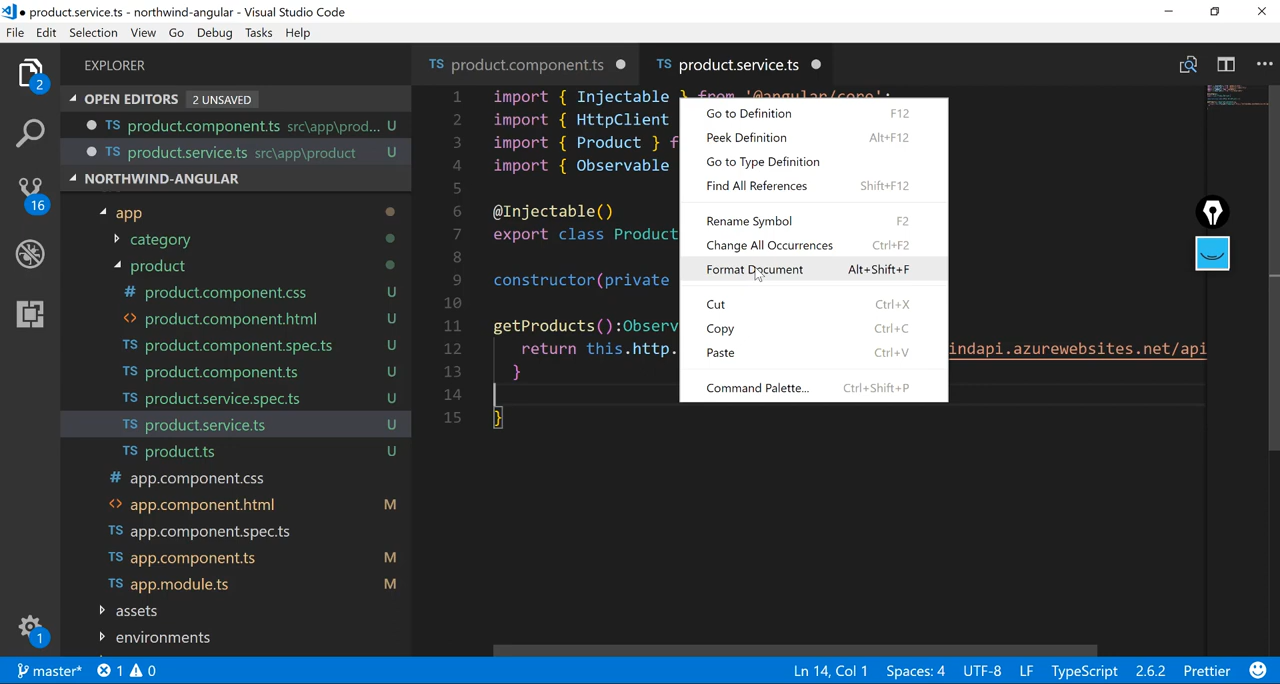 product.service.ts - northwind-angular - Visual Studio Code
File Edit Selection View Go Debug Tasks Help
2
16
1
EXPLORER
OPEN EDITORS 2 UNSAVED
TS product.component.ts src\app\prod... U
TS product.service.ts src\app\product U
NORTHWIND-ANGULAR
app
category
product
# product.component.css U
<> product.component.html U
TS product.component.spec.ts U
TS product.component.ts U
TS product.service.spec.ts U
TS product.service.ts U
TS product.ts U
# app.component.css
<> app.component.html M
TS app.component.spec.ts
TS app.component.ts M
TS app.module.ts M
assets
environments
TS product.component.ts
TS product.service.ts
1 import { Injectable } from '@angular/core';
2 import { HttpClient
3 import { Product } f
4 import { Observable
5
6 @Injectable()
7 export class Product
8
9 constructor(private
10
11 getProducts():Observ
12 return this.http. indapi.azurewebsites.net/api
13 }
14
15 }
Go to Definition F12
Peek Definition Alt+F12
Go to Type Definition
Find All References Shift+F12
Rename Symbol F2
Change All Occurrences Ctrl+F2
Format Document Alt+Shift+F
Cut Ctrl+X
Copy Ctrl+C
Paste Ctrl+V
Command Palette... Ctrl+Shift+P
master* 1 0 Ln 14, Col 1 Spaces: 4 UTF-8 LF TypeScript 2.6.2 Prettier